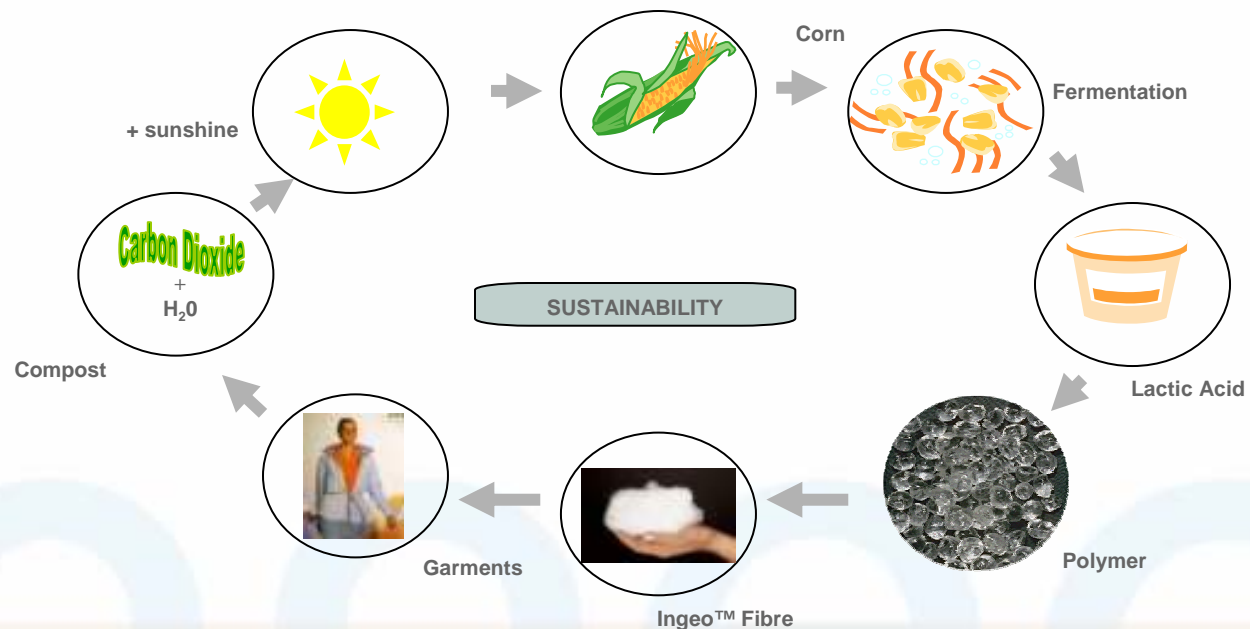 Corn
Fermentation
+ sunshine
Carbon Dioxide
+
H₂0
SUSTAINABILITY
Compost
Lactic Acid
Polymer
Garments
Ingeo™ Fibre